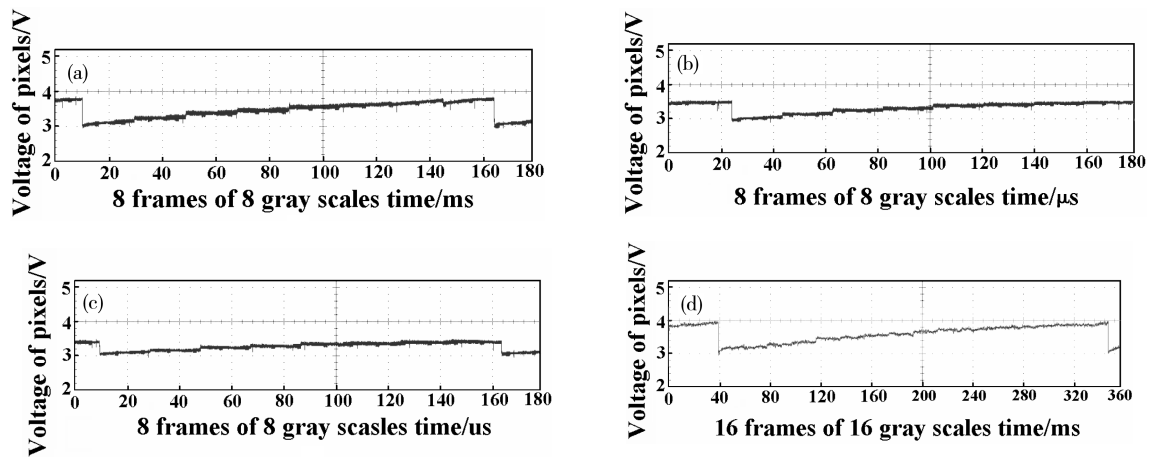 Voltage of pixels/V
5
4
3
2
(a)
0 20 40 60 80 100 120 140 160 180
8 frames of 8 gray scales time/ms
Voltage of pixels/V
5
4
3
2
(b)
0 20 40 60 80 100 120 140 160 180
8 frames of 8 gray scales time/μs
Voltage of pixels/V
5
4
3
2
(c)
0 20 40 60 80 100 120 140 160 180
8 frames of 8 gray scasles time/us
Voltage of pixels/V
5
4
3
2
(d)
0 40 80 120 160 200 240 280 320 360
16 frames of 16 gray scales time/ms